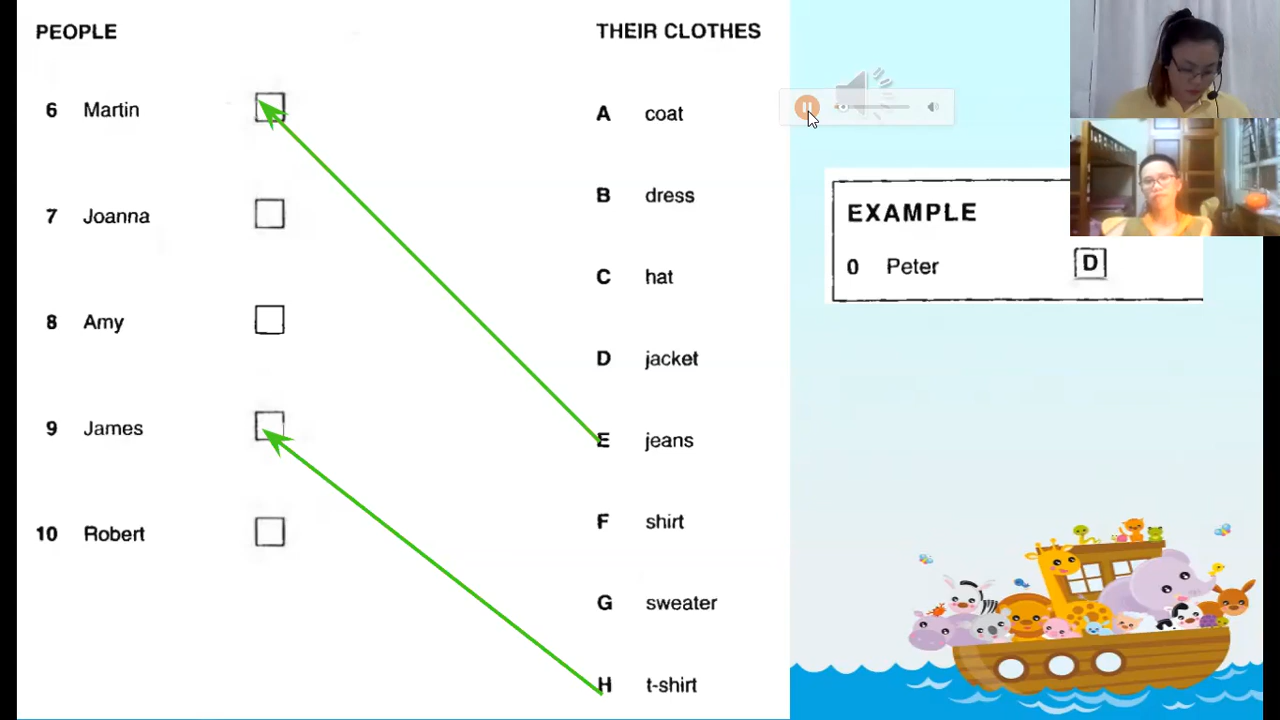 PEOPLE
6 Martin
7 Joanna
8 Amy
9 James
10 Robert
THEIR CLOTHES
A coat
B dress
C hat
D jacket
E jeans
F shirt
G sweater
H t-shirt
EXAMPLE
0 Peter D